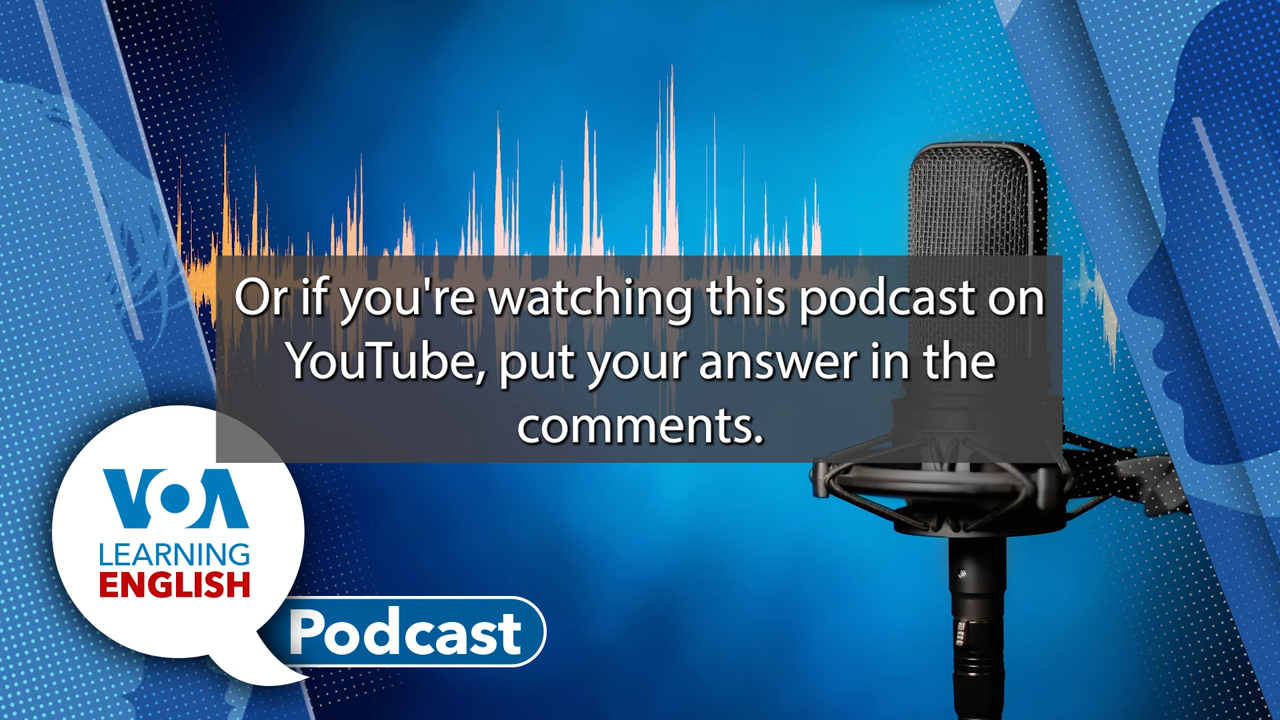 Or if you're watching this podcast on
YouTube, put your answer in the
comments.
VOA
LEARNING
ENGLISH
Podcast